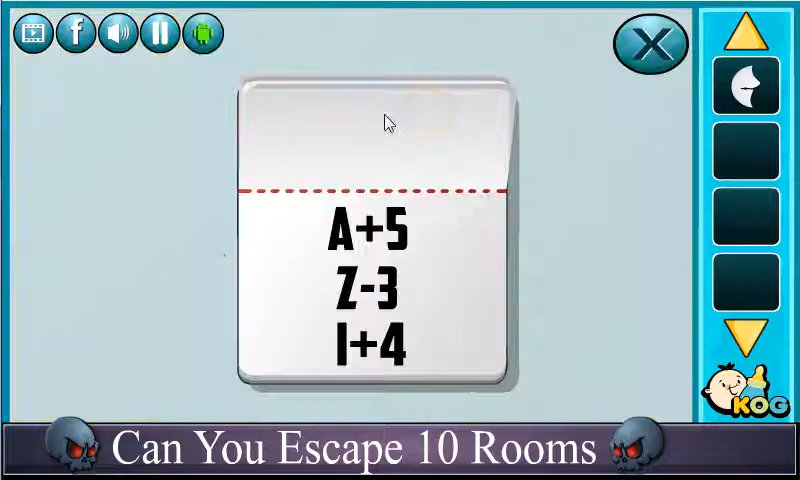 f
X
A+5
Z-3
I+4
KOG
Can You Escape 10 Rooms